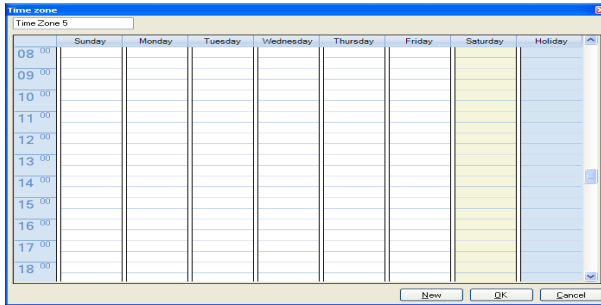 Time zone
Time Zone 5
Sunday Monday Tuesday Wednesday Thursday Friday Saturday Holiday
08 00
09 00
10 00
11 00
12 00
13 00
14 00
15 00
16 00
17 00
18 00
New OK Cancel